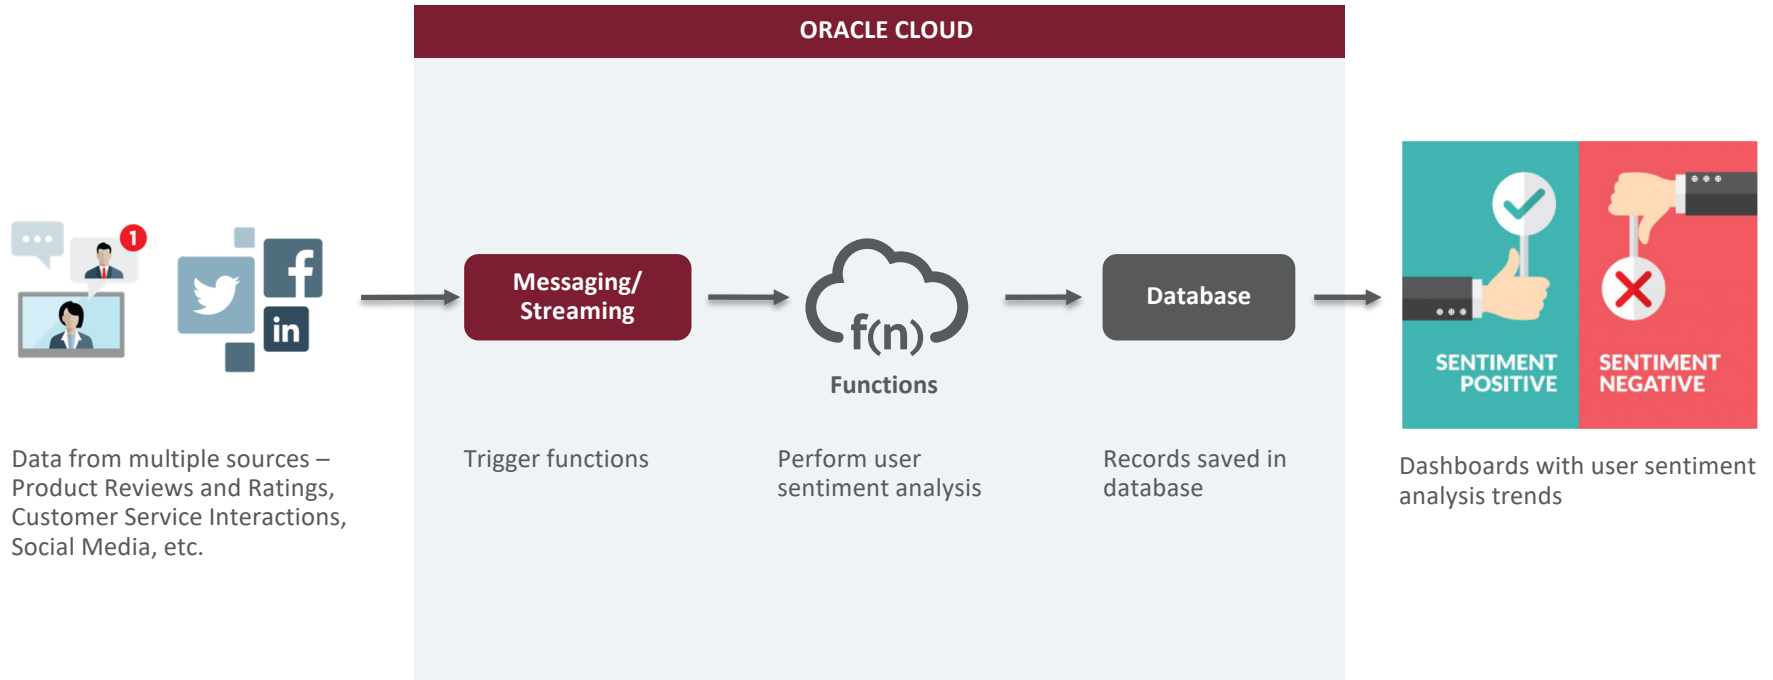 ORACLE CLOUD
1
f
in
Data from multiple sources –
Product Reviews and Ratings,
Customer Service Interactions,
Social Media, etc.
Messaging/
Streaming
Trigger functions
f(n)
Functions
Perform user
sentiment analysis
Database
Records saved in
database
SENTIMENT
POSITIVE
SENTIMENT
NEGATIVE
Dashboards with user sentiment
analysis trends